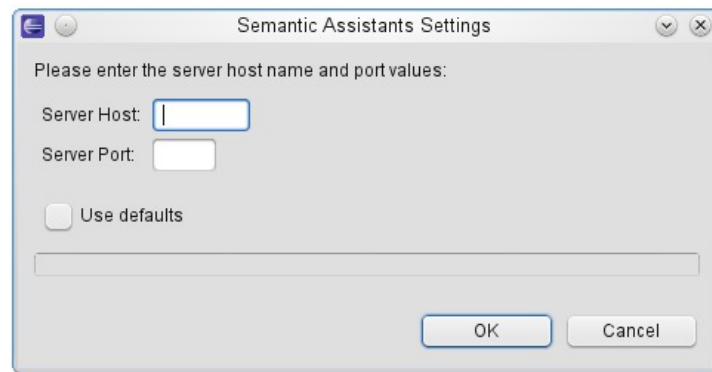 Semantic Assistants Settings
Please enter the server host name and port values:
Server Host:
Server Port:
Use defaults
OK Cancel